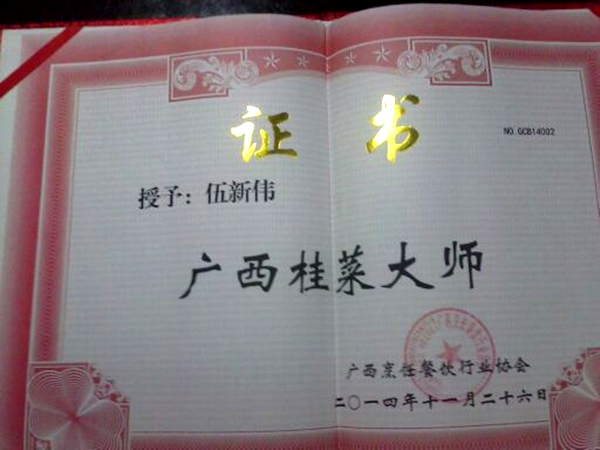 证书
NO.GCB14002
授予：伍新伟
广西桂菜大师
广西烹饪餐饮行业协会
二〇一四年十一月二十六日